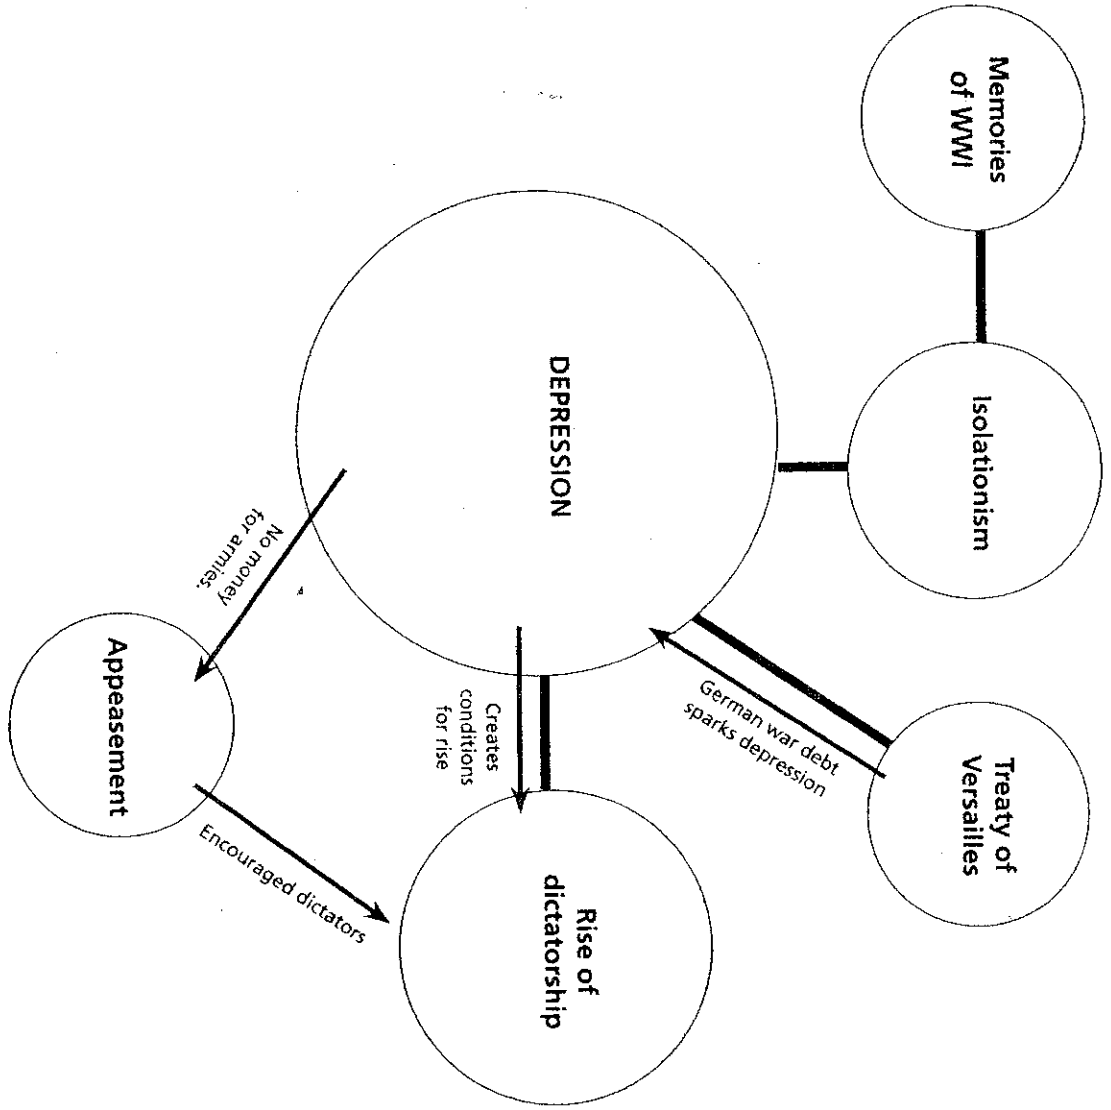 Memories
of WWI
Isolationism
Treaty of
Versailles
German war debt
sparks depression
DEPRESSION
Creates
conditions
for rise
Rise of
dictatorship
No money
for armies.
Appeasement
Encouraged dictators